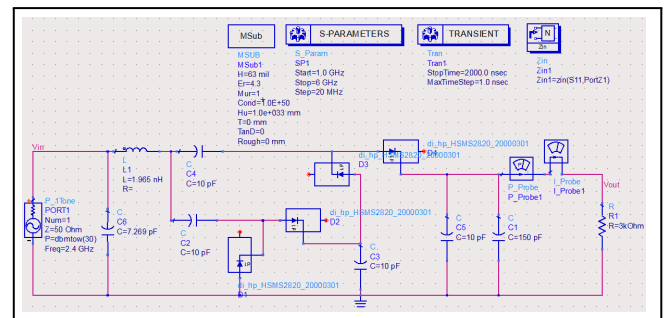 MSub
MSUB
MSub1
H=63 mil
Er=4.3
Mur=1
Cond=1.0E+50
Hu=1.0e+033 mm
T=0 mm
TanD=0
Rough=0 mm
S-PARAMETERS
S_Param
SP1
Start=1.0 GHz
Stop=6 GHz
Step=20 MHz
TRANSIENT
Tran
Tran1
StopTime=2000.0 nsec
MaxTimeStep=1.0 nsec
N
Zin
Zin
Zin1
Zin1=zin(S11,PortZ1)
Vin
L
L1
L=1.965 nH
R=
C
C4
C=10 pF
D3
di_hp_HSMS2820_20000301
D4
P_Probe
P_Probe1
I_Probe
I_Probe1
Vout
P_1Tone
PORT1
Num=1
Z=50 Ohm
P=dbmtow(30)
Freq=2.4 GHz
C
C6
C=7.269 pF
C
C2
C=10 pF
di_hp_HSMS2820_20000301
D2
di_hp_HSMS2820_20000301
D1
C
C3
C=10 pF
C
C5
C=10 pF
C
C1
C=150 pF
R
R1
R=3kOhm